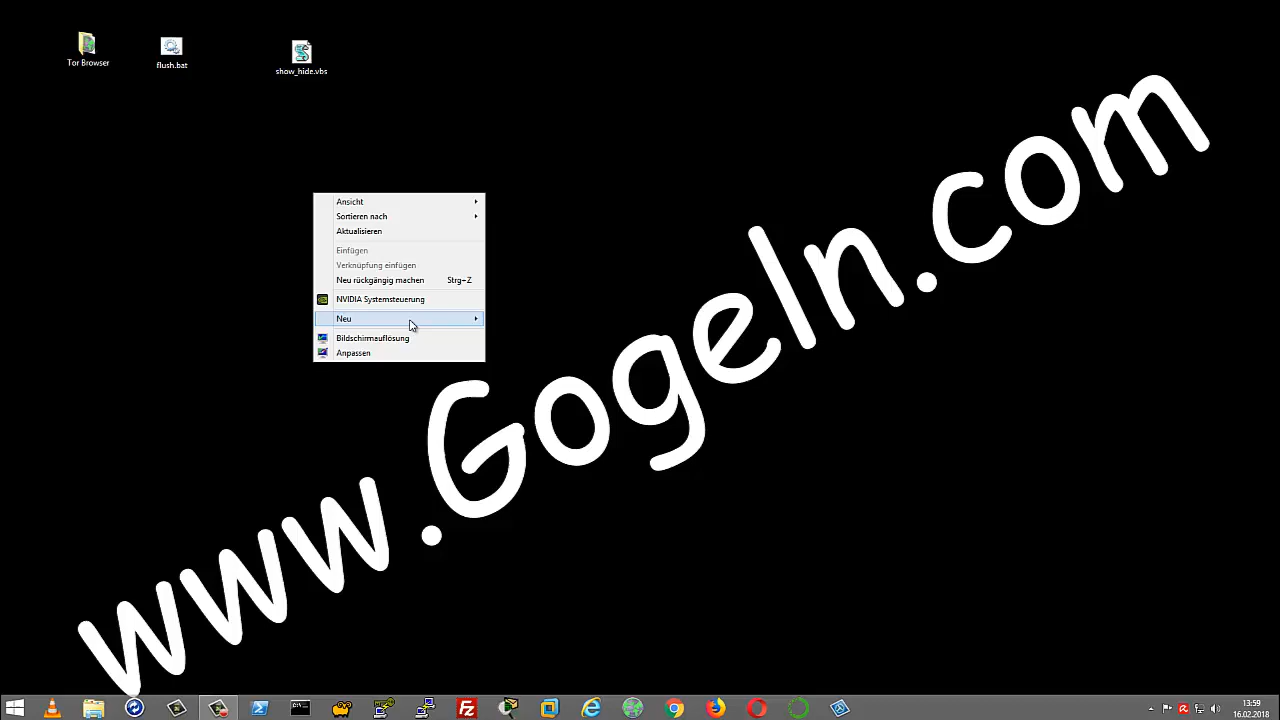 Tor Browser
flush.bat
show_hide.vbs
Ansicht
Sortieren nach
Aktualisieren
Einfügen
Verknüpfung einfügen
Neu rückgängig machen Strg+Z
NVIDIA Systemsteuerung
Neu
Bildschirmauflösung
Anpassen
www.Gogeln.com
13:59
16.02.2018